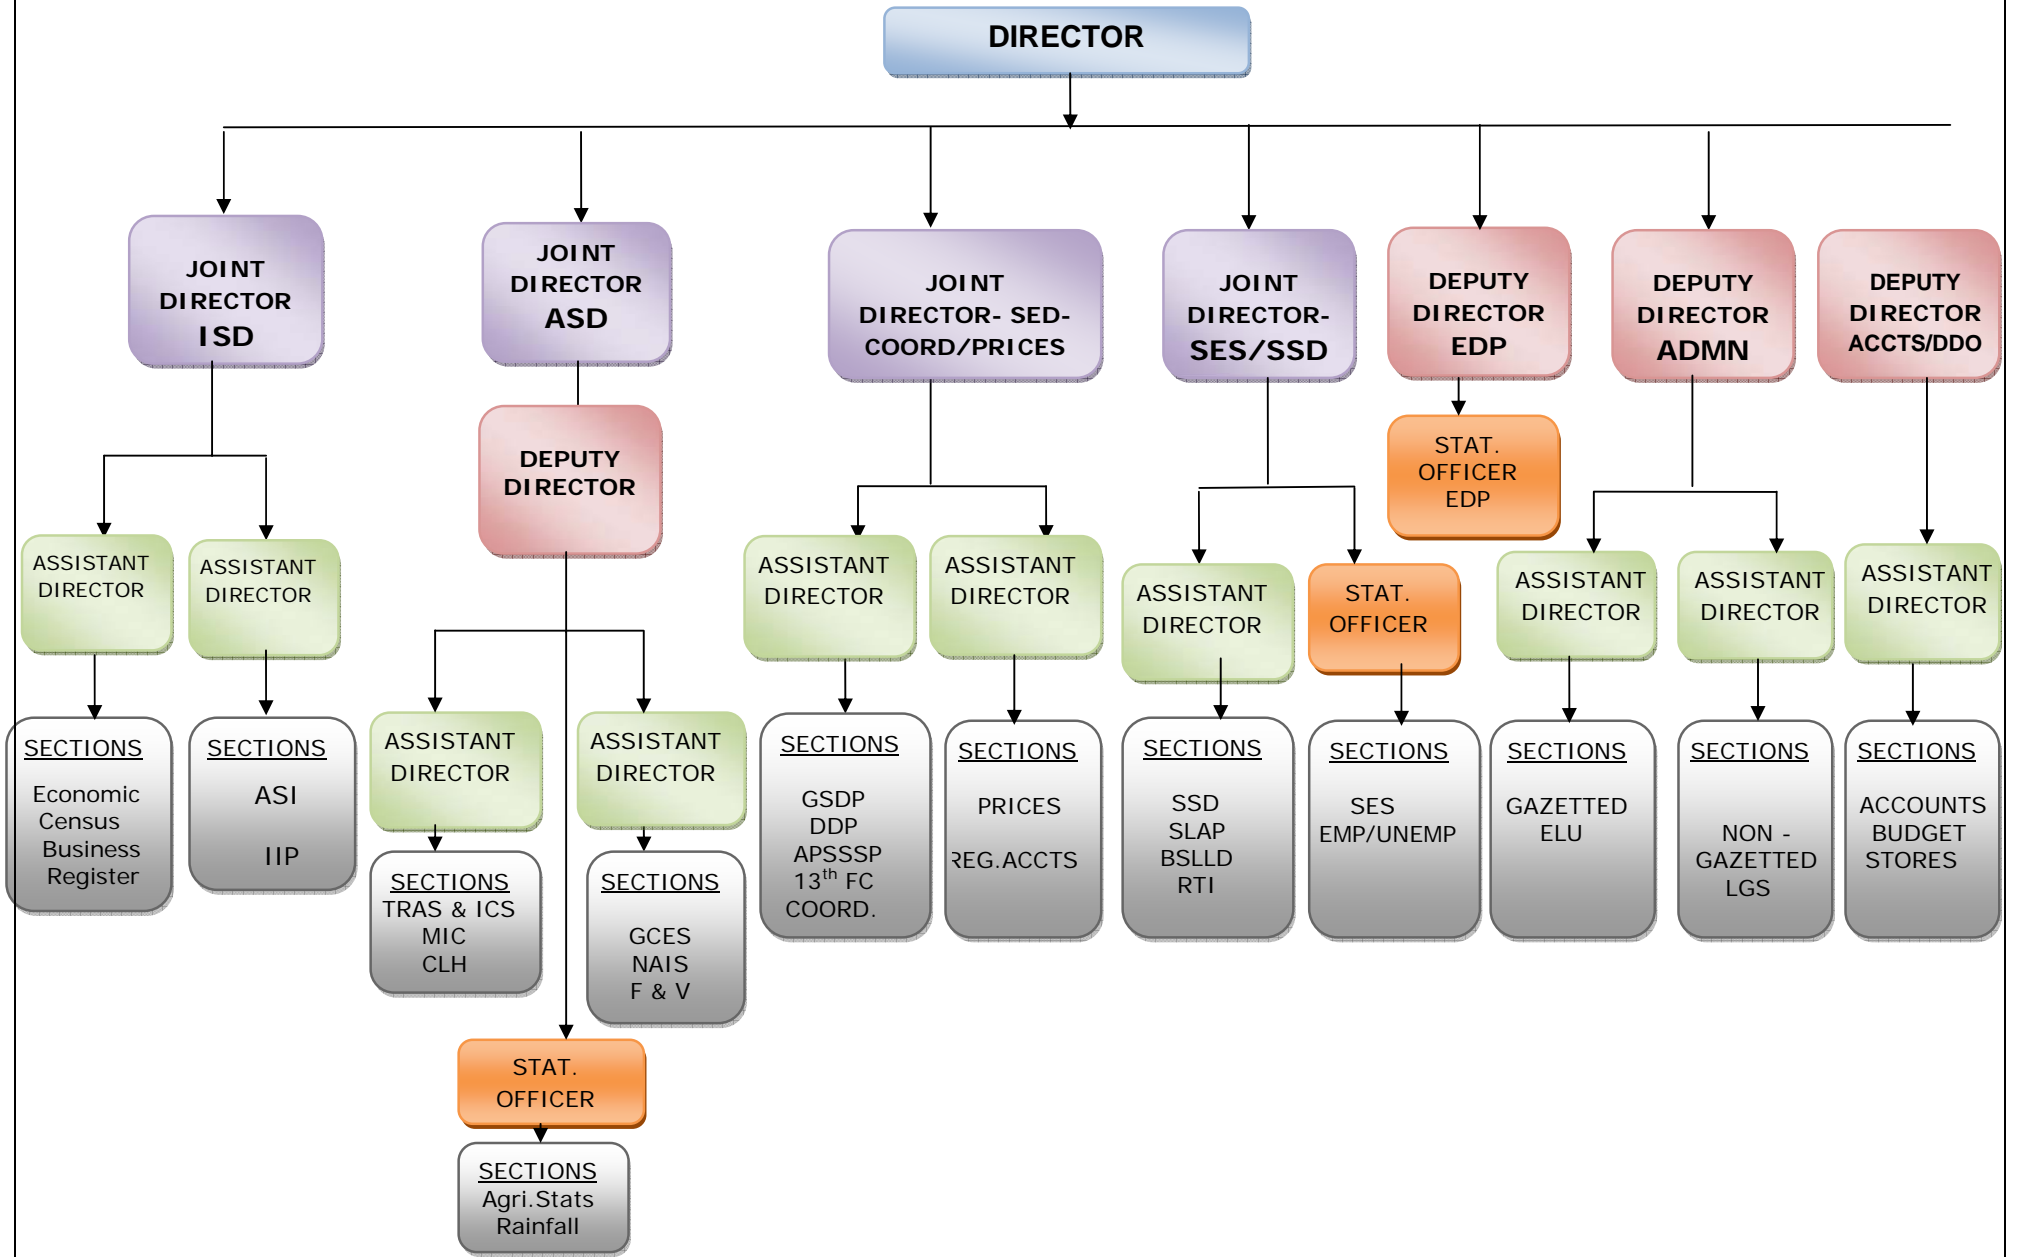 DIRECTOR
JOINT
DIRECTOR
ISD
JOINT
DIRECTOR
ASD
JOINT
DIRECTOR- SED-
COORD/PRICES
JOINT
DIRECTOR-
SES/SSD
DEPUTY
DIRECTOR
EDP
DEPUTY
DIRECTOR
ADMN
DEPUTY
DIRECTOR
ACCTS/DDO
DEPUTY
DIRECTOR
STAT.
OFFICER
EDP
ASSISTANT
DIRECTOR
ASSISTANT
DIRECTOR
ASSISTANT
DIRECTOR
ASSISTANT
DIRECTOR
ASSISTANT
DIRECTOR
STAT.
OFFICER
ASSISTANT
DIRECTOR
ASSISTANT
DIRECTOR
ASSISTANT
DIRECTOR
SECTIONS
Economic
Census
Business
Register
SECTIONS
ASI
IIP
ASSISTANT
DIRECTOR
ASSISTANT
DIRECTOR
SECTIONS
GSDP
DDP
APSSSP
13th FC
COORD.
SECTIONS
PRICES
REG.ACCTS
SECTIONS
SSD
SLAP
BSLLD
RTI
SECTIONS
SES
EMP/UNEMP
SECTIONS
GAZETTED
ELU
SECTIONS
NON -
GAZETTED
LGS
SECTIONS
ACCOUNTS
BUDGET
STORES
SECTIONS
TRAS & ICS
MIC
CLH
SECTIONS
GCES
NAIS
F & V
STAT.
OFFICER
SECTIONS
Agri.Stats
Rainfall